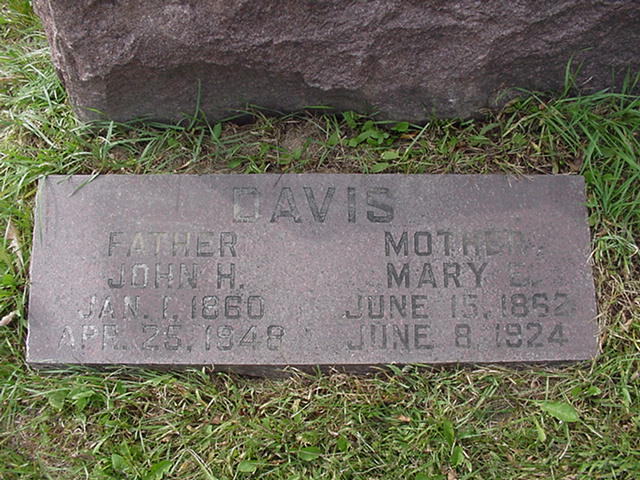 DAVIS
FATHER MOTHER
JOHN H. MARY E.
JAN. 1, 1860 JUNE 15, 1862
APR. 25, 1948 JUNE 8, 1924